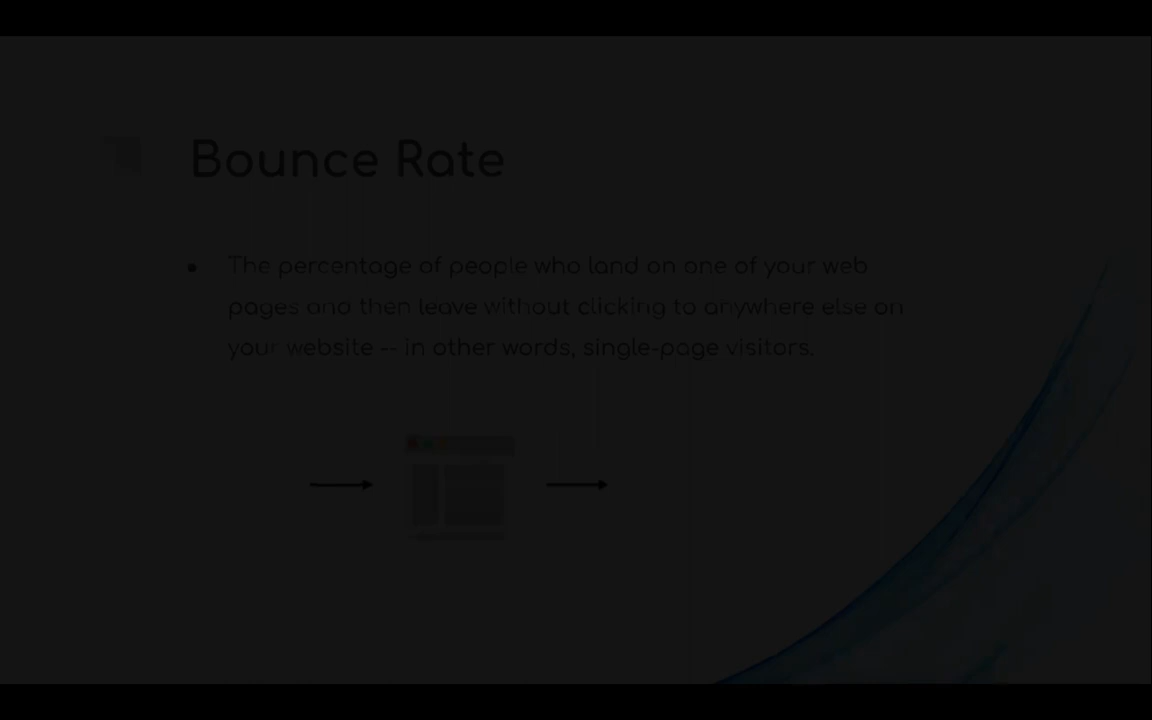 Bounce Rate
• The percentage of people who land on one of your web
pages and then leave without clicking to anywhere else on
your website -- in other words, single-page visitors.